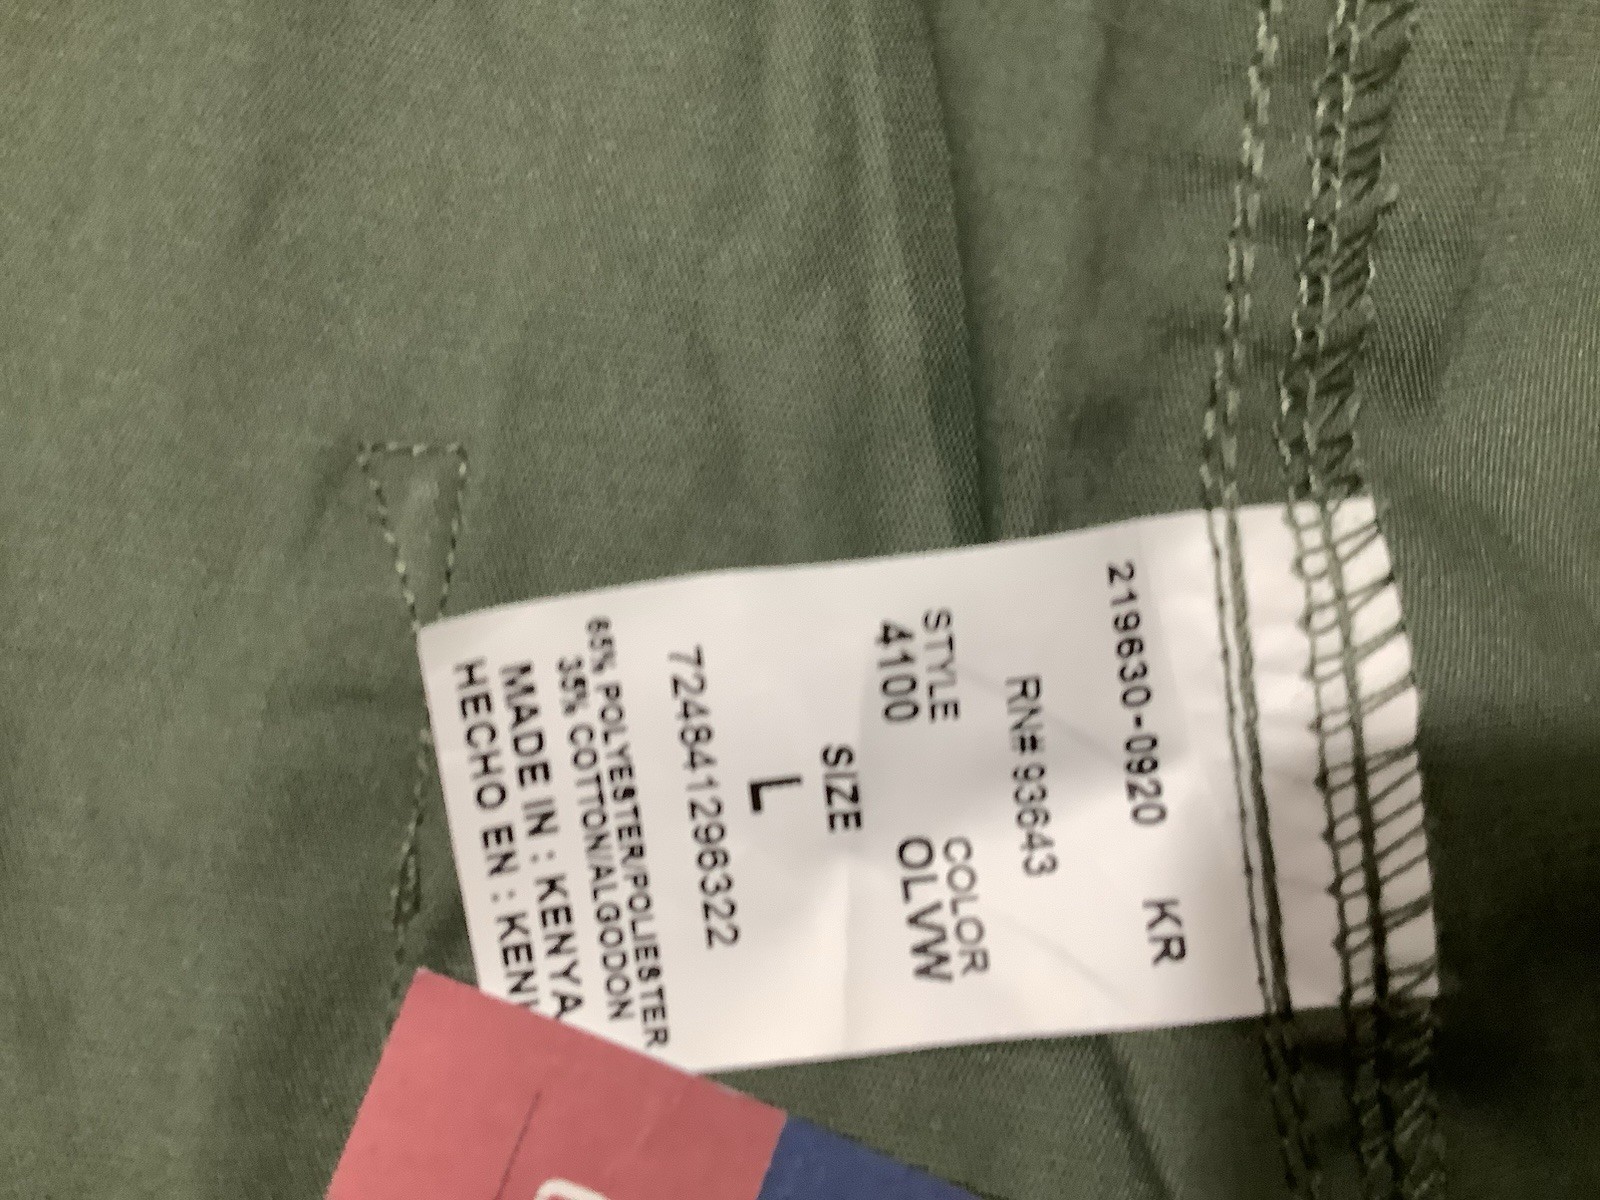 219630-0920 KR
RN# 93643
STYLE COLOR
4100 OLVW
SIZE
L
724841296322
65% POLYESTER/POLIESTER
35% COTTON/ALGODON
MADE IN : KENYA
HECHO EN :